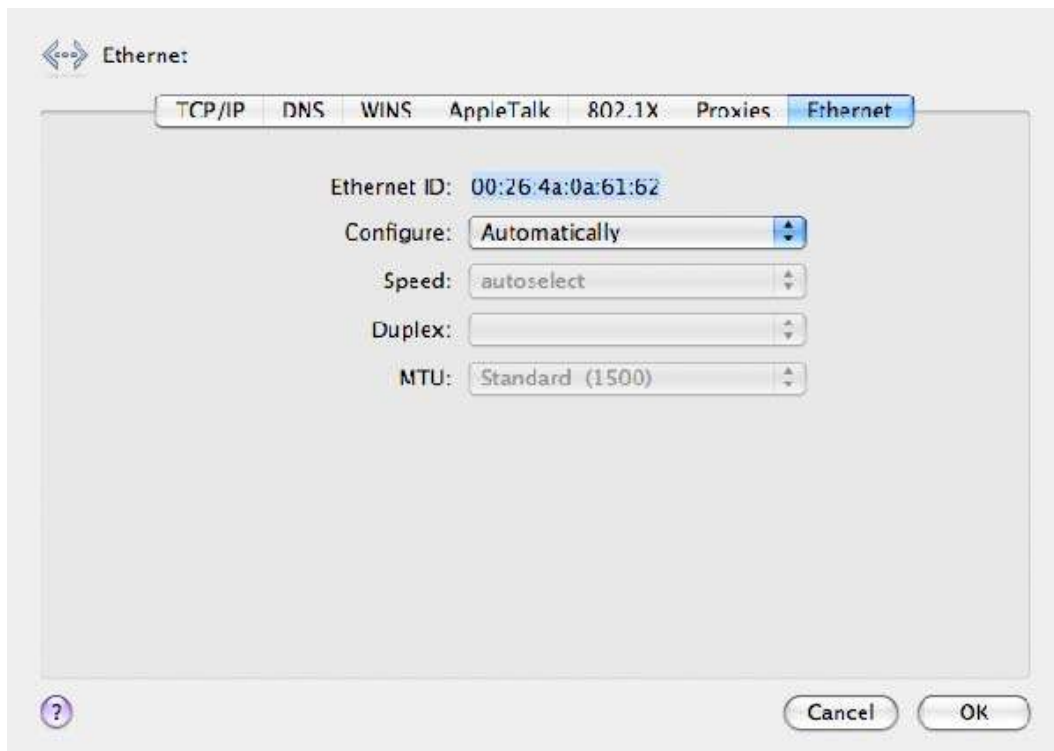 Ethernet
TCP/IP DNS WINS AppleTalk 802.1X Proxies Ethernet
Ethernet ID: 00:26:4a:0a:61:62
Configure: Automatically
Speed: autoselect
Duplex:
MTU: Standard (1500)
? Cancel OK